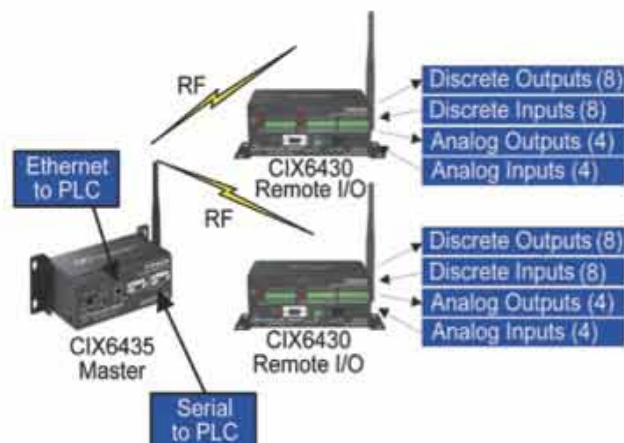 RF
CIX6430
Remote I/O
Discrete Outputs (8)
Discrete Inputs (8)
Analog Outputs (4)
Analog Inputs (4)
Ethernet
to PLC
RF
CIX6435
Master
CIX6430
Remote I/O
Discrete Outputs (8)
Discrete Inputs (8)
Analog Outputs (4)
Analog Inputs (4)
Serial
to PLC